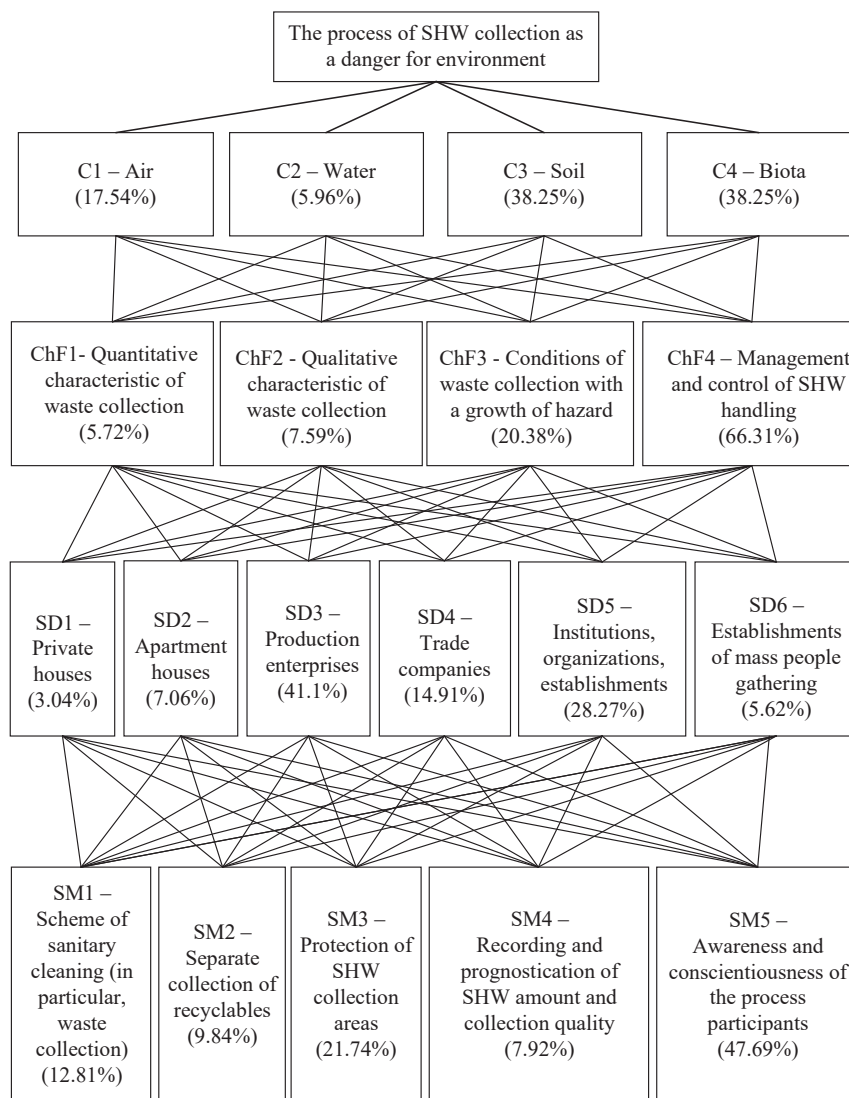 The process of SHW collection as
a danger for environment
C1 – Air
(17.54%)
C2 – Water
(5.96%)
C3 – Soil
(38.25%)
C4 – Biota
(38.25%)
ChF1- Quantitative
characteristic of
waste collection
(5.72%)
ChF2 - Qualitative
characteristic of
waste collection
(7.59%)
ChF3 - Conditions of
waste collection with
a growth of hazard
(20.38%)
ChF4 – Management
and control of SHW
handling
(66.31%)
SD1 –
Private
houses
(3.04%)
SD2 –
Apartment
houses
(7.06%)
SD3 –
Production
enterprises
(41.1%)
SD4 –
Trade
companies
(14.91%)
SD5 –
Institutions,
organizations,
establishments
(28.27%)
SD6 –
Establishments
of mass people
gathering
(5.62%)
SM1 –
Scheme of
sanitary
cleaning (in
particular,
waste
collection)
(12.81%)
SM2 –
Separate
collection of
recyclables
(9.84%)
SM3 –
Protection of
SHW
collection
areas
(21.74%)
SM4 –
Recording and
prognostication of
SHW amount and
collection quality
(7.92%)
SM5 –
Awareness and
conscientiousness of
the process
participants
(47.69%)